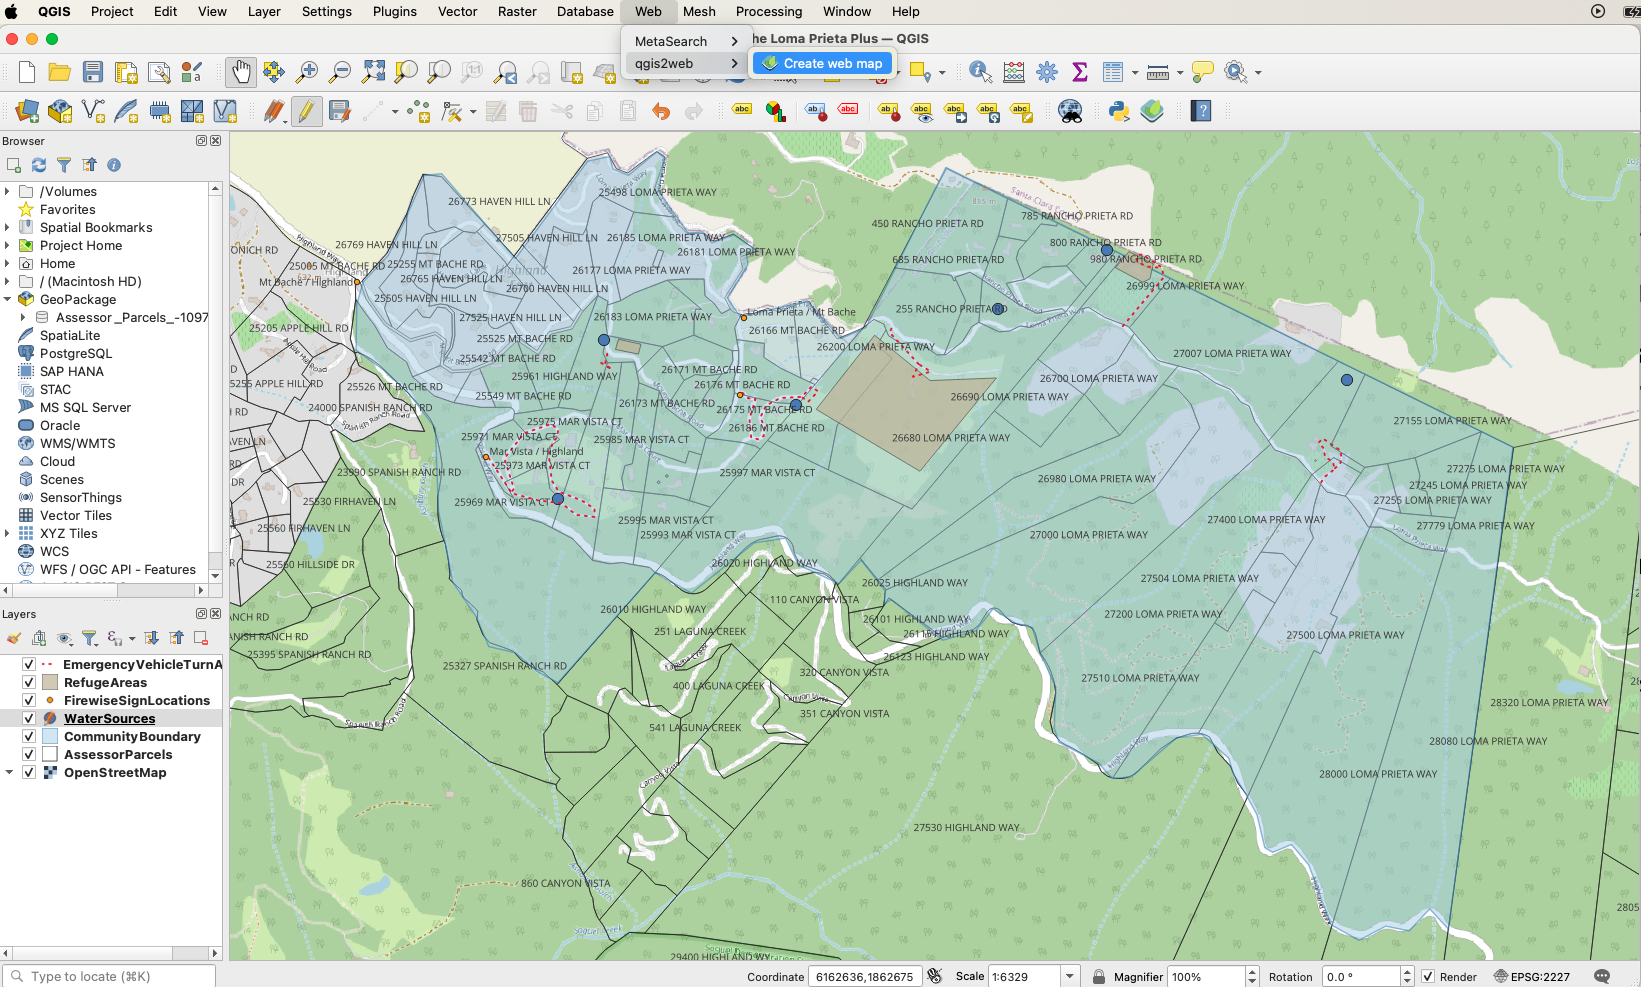 QGIS Project Edit View Layer Settings Plugins Vector Raster Database Web Mesh Processing Window Help
he Loma Prieta Plus — QGIS
MetaSearch
qgis2web
Create web map
Browser
/Volumes
Favorites
Spatial Bookmarks
Project Home
Home
/ (Macintosh HD)
GeoPackage
Assessor _Parcels_-1097
SpatiaLite
PostgreSQL
SAP HANA
STAC
MS SQL Server
Oracle
WMS/WMTS
Cloud
Scenes
SensorThings
Vector Tiles
XYZ Tiles
WCS
WFS / OGC API - Features
Layers
EmergencyVehicleTurnA
RefugeAreas
FirewiseSignLocations
WaterSources
CommunityBoundary
AssessorParcels
OpenStreetMap
25498 LOMA PRIETA WAY
26773 HAVEN HILL LN
450 RANCHO PRIETA RD
785 RANCHO PRIETA RD
27505 HAVEN HILL LN
26185 LOMA PRIETA WAY
26769 HAVEN HILL LN
26181 LOMA PRIETA WAY
800 RANCHO PRIETA RD
ONICH RD
25005 MT BACHE RD
25255 MT BACHE RD
26177 LOMA PRIETA WAY
685 RANCHO PRIETA RD
980 RANCHO PRIETA RD
Mt Bache / Highland
26765 HAVEN HILL LN
26700 HAVEN HILL LN
26999 LOMA PRIETA WAY
25505 HAVEN HILL LN
255 RANCHO PRIETA RD
Loma Prieta / Mt Bache
27525 HAVEN HILL LN
26183 LOMA PRIETA WAY
25205 APPLE HILL RD
26166 MT BACHE RD
25525 MT BACHE RD
26200 LOMA PRIETA WAY
25542 MT BACHE RD
27007 LOMA PRIETA WAY
25961 HIGHLAND WAY
26171 MT BACHE RD
5255 APPLE HILL RD
25526 MT BACHE RD
26176 MT BACHE RD
26700 LOMA PRIETA WAY
25549 MT BACHE RD
26173 MT BACHE RD
26690 LOMA PRIETA WAY
24000 SPANISH RANCH RD
26175 MT BACHE RD
25975 MAR VISTA CT
26186 MT BACHE RD
27155 LOMA PRIETA WAY
25971 MAR VISTA CT
25985 MAR VISTA CT
26680 LOMA PRIETA WAY
Mar Vista / Highland
25973 MAR VISTA CT
23990 SPANISH RANCH RD
25997 MAR VISTA CT
26980 LOMA PRIETA WAY
27275 LOMA PRIETA WAY
27245 LOMA PRIETA WAY
25530 FIRHAVEN LN
25969 MAR VISTA CT
27255 LOMA PRIETA WAY
25560 FIRHAVEN LN
25995 MAR VISTA CT
27400 LOMA PRIETA WAY
27779 LOMA PRIETA WAY
25993 MAR VISTA CT
27000 LOMA PRIETA WAY
25560 HILLSIDE DR
26020 HIGHLAND WAY
26025 HIGHLAND WAY
27504 LOMA PRIETA WAY
110 CANYON VISTA
26010 HIGHLAND WAY
26101 HIGHLAND WAY
27200 LOMA PRIETA WAY
251 LAGUNA CREEK
26115 HIGHLAND WAY
27500 LOMA PRIETA WAY
25395 SPANISH RANCH RD
26123 HIGHLAND WAY
25327 SPANISH RANCH RD
320 CANYON VISTA
27510 LOMA PRIETA WAY
400 LAGUNA CREEK
28320 LOMA PRIETA WAY
351 CANYON VISTA
541 LAGUNA CREEK
28080 LOMA PRIETA WAY
28000 LOMA PRIETA WAY
27530 HIGHLAND WAY
860 CANYON VISTA
2805
29400 HIGHLAND WY
Type to locate (⌘K)
Coordinate 6162636,1862675 Scale 1:6329 Magnifier 100% Rotation 0.0 ° Render EPSG:2227